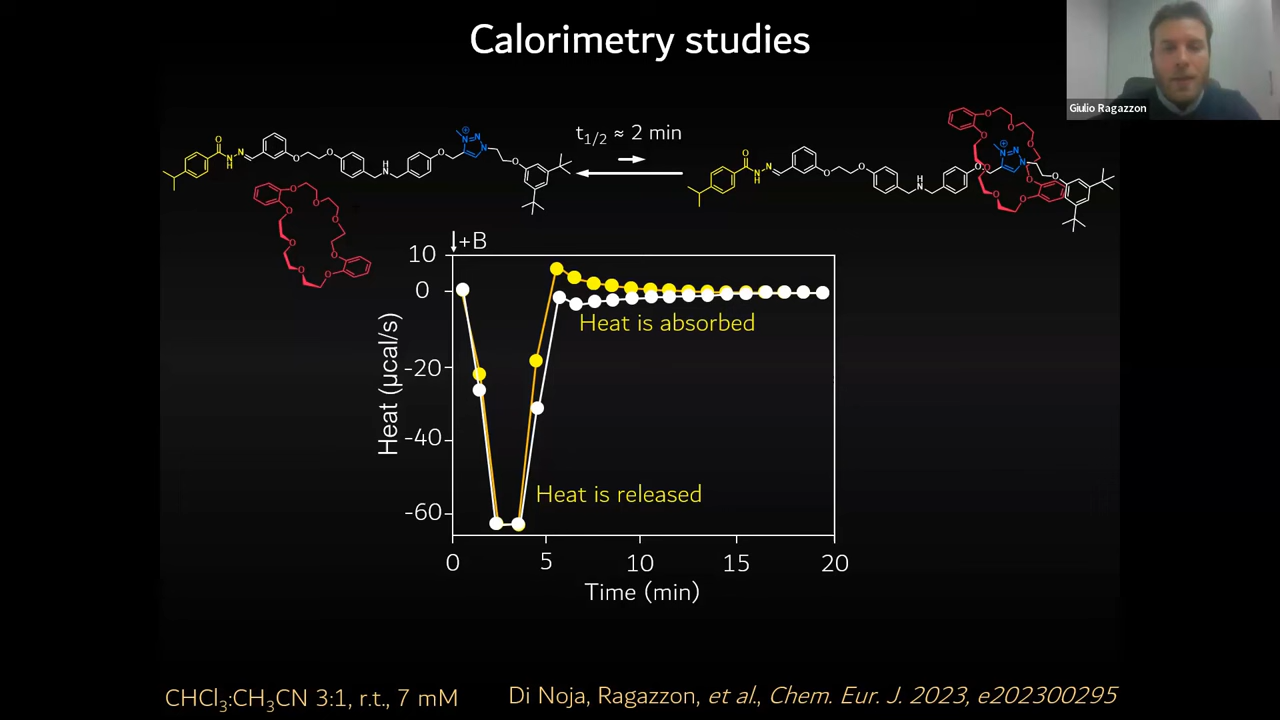 Calorimetry studies
Giulio Ragazzon
t1/2 ≈ 2 min
+B
10
0
-20
-40
-60
Heat (μcal/s)
Heat is absorbed
Heat is released
0 5 10 15 20
Time (min)
CHCl3:CH3CN 3:1, r.t., 7 mM
Di Noja, Ragazzon, et al., Chem. Eur. J. 2023, e202300295